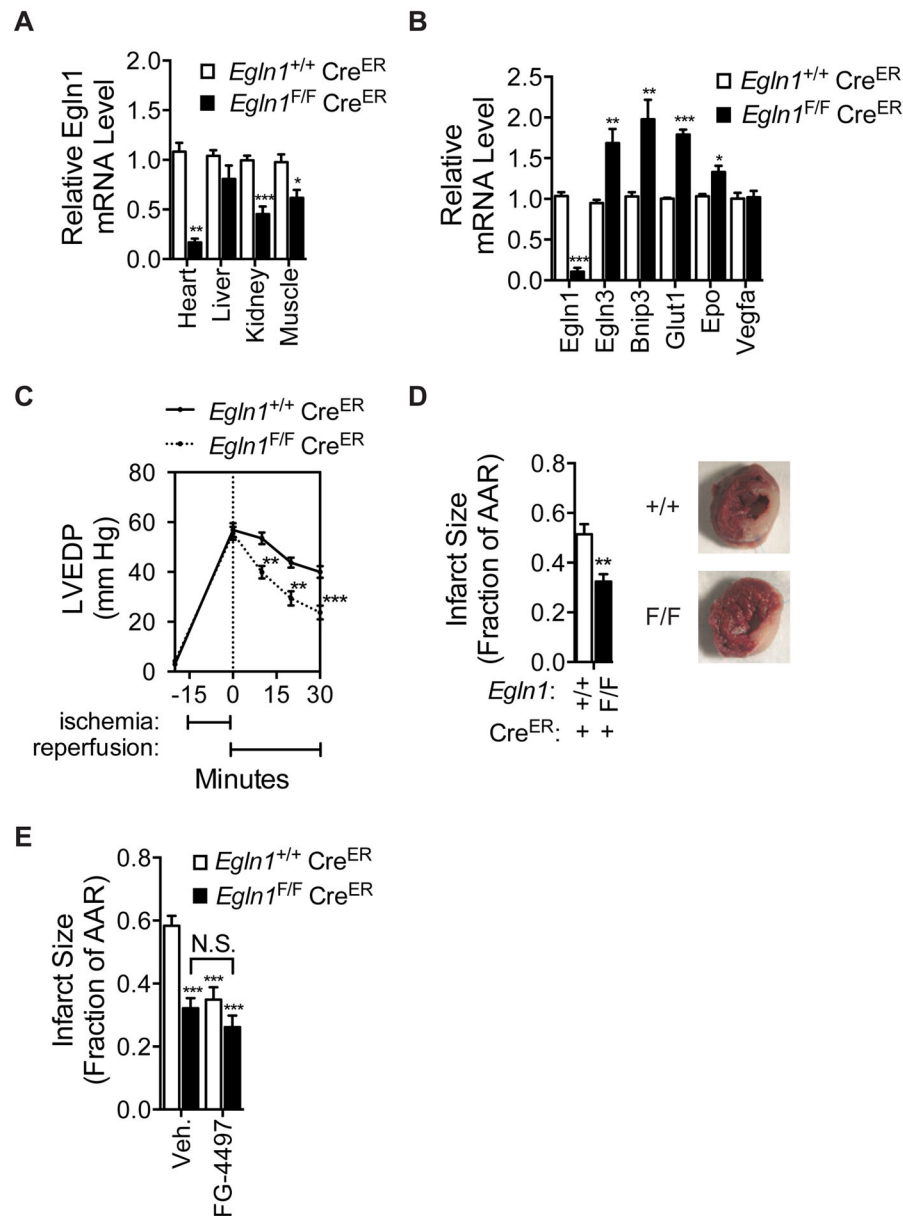 A
Relative Egln1
mRNA Level
2.0
1.5
1.0
0.5
0.0
Egln1+/+ CreER
Egln1F/F CreER
**
***
*
Heart
Liver
Kidney
Muscle
B
Relative
mRNA Level
2.5
2.0
1.5
1.0
0.5
0.0
Egln1+/+ CreER
Egln1F/F CreER
***
**
**
***
*
Egln1
Egln3
Bnip3
Glut1
Epo
Vegfa
C
Egln1+/+ CreER
Egln1F/F CreER
LVEDP
(mm Hg)
80
60
40
20
0
**
**
***
-15 0 15 30
ischemia:
reperfusion:
Minutes
D
Infarct Size
(Fraction of AAR)
0.8
0.6
0.4
0.2
0.0
**
Egln1: +/+ F/F
CreER: + +
+/+
F/F
E
Infarct Size
(Fraction of AAR)
0.8
0.6
0.4
0.2
0.0
Egln1+/+ CreER
Egln1F/F CreER
N.S.
***
***
***
Veh.
FG-4497